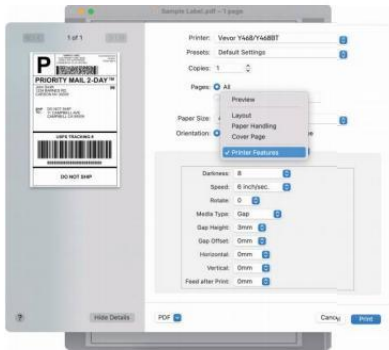 Sample Label.pdf – 1 page
1 of 1
P
PRIORITY MAIL 2-DAY™
USPS TRACKING #
DO NOT SHIP
Hide Details
Printer: Vevor Y468/Y468BT
Presets: Default Settings
Copies: 1
Pages: All
Paper Size:
Orientation:
Preview
Layout
Paper Handling
Cover Page
✓ Printer Features
Darkness: 8
Speed: 6 inch/sec.
Rotate: 0
Media Type: Gap
Gap Height: 3mm
Gap Offset: 0mm
Horizontal: 0mm
Vertical: 0mm
Feed after Print: 0mm
? PDF Cancel Print